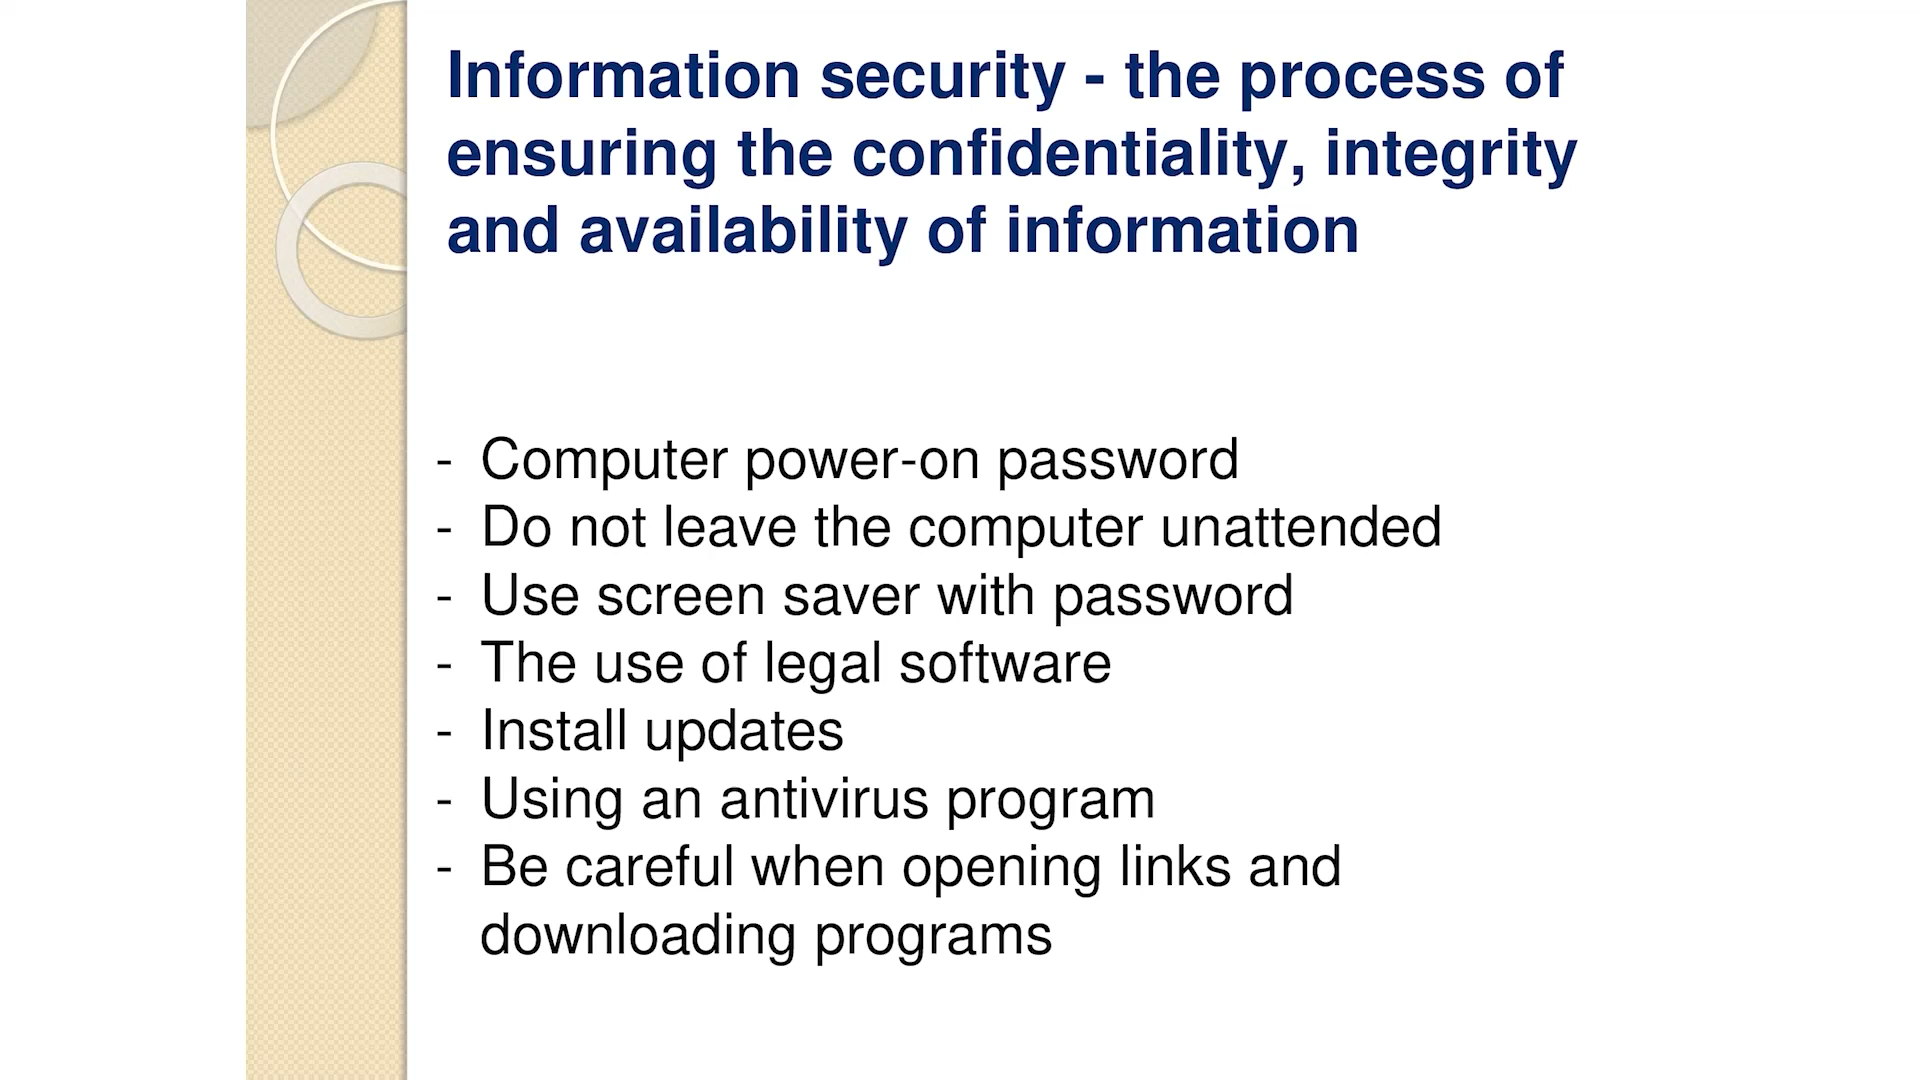 Information security - the process of
ensuring the confidentiality, integrity
and availability of information
- Computer power-on password
- Do not leave the computer unattended
- Use screen saver with password
- The use of legal software
- Install updates
- Using an antivirus program
- Be careful when opening links and
downloading programs